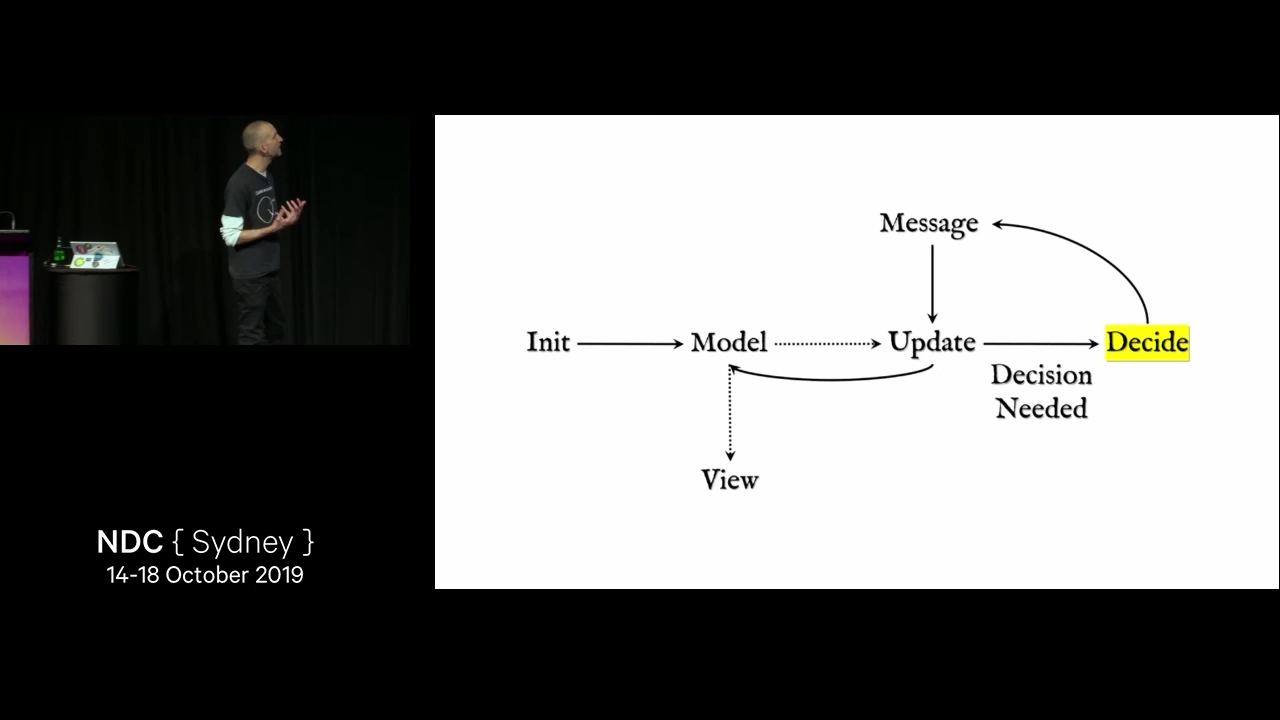 Message
Init
Model
Update
Decide
Decision
Needed
View
NDC { Sydney }
14-18 October 2019